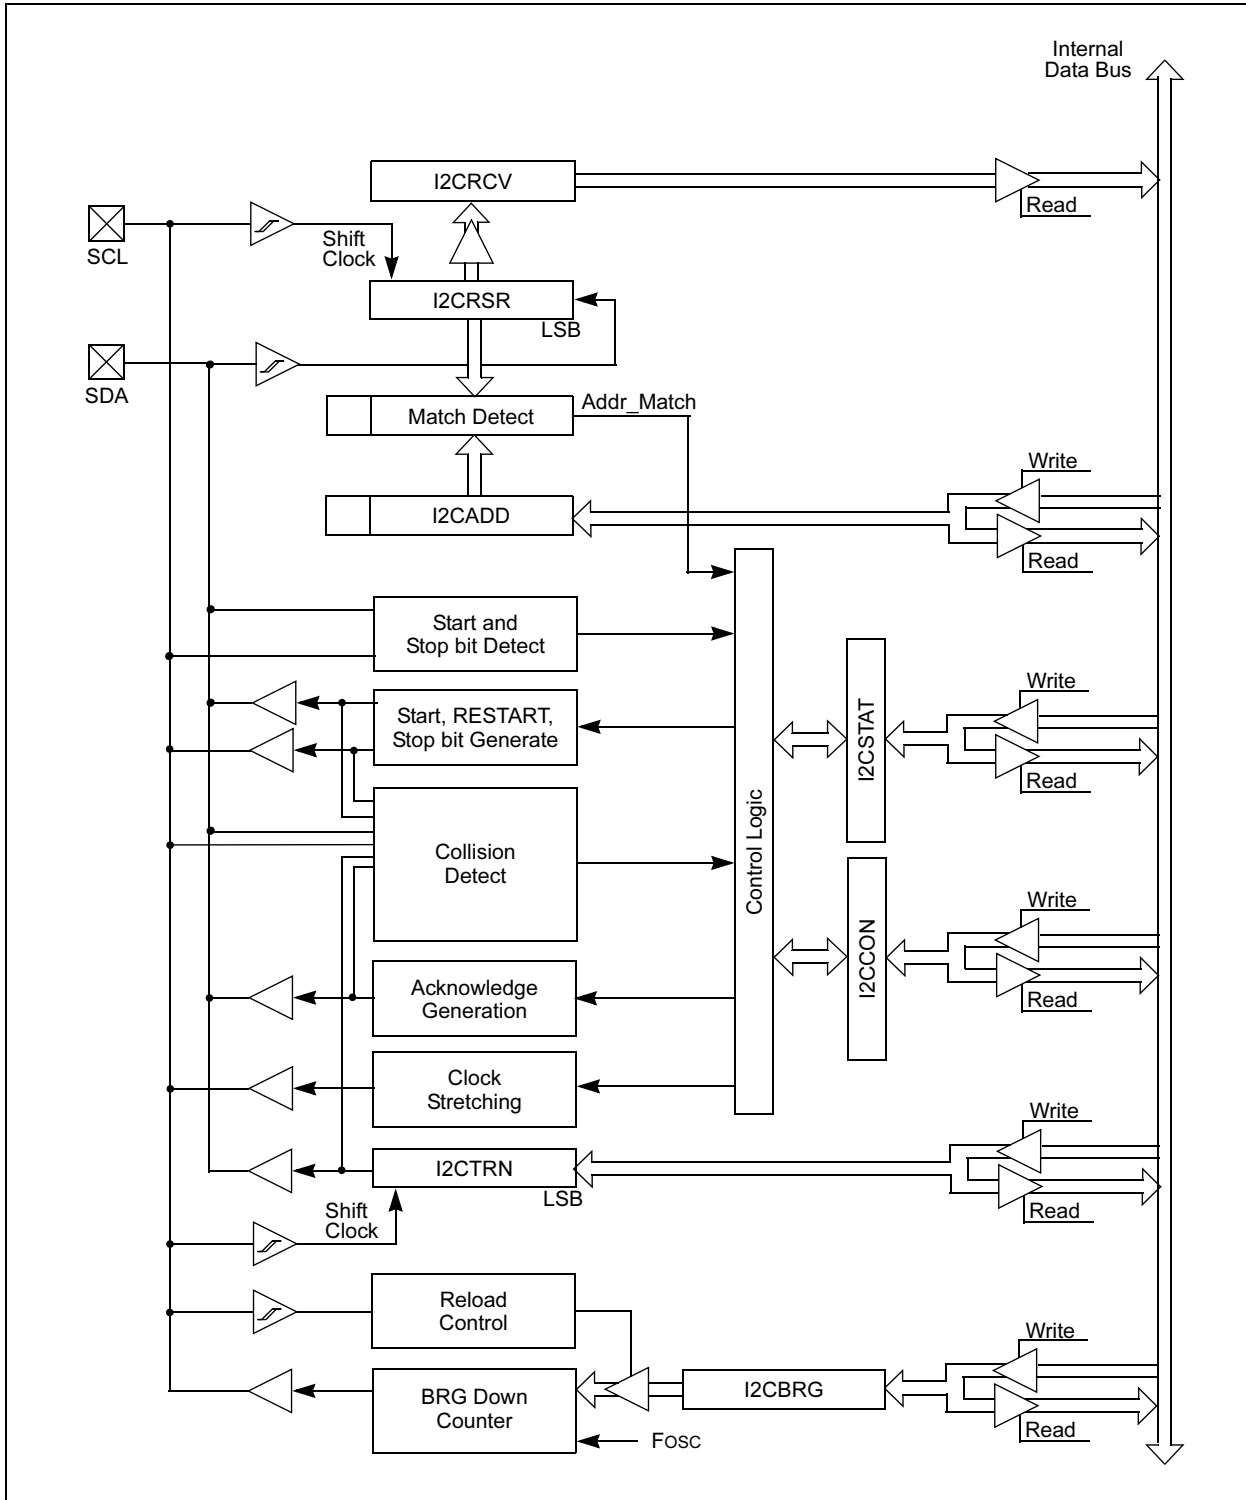 Internal
Data Bus
I2CRCV
Read
SCL
Shift
Clock
I2CRSR
LSB
SDA
Addr_Match
Match Detect
Write
I2CADD
Read
Start and
Stop bit Detect
Write
Start, RESTART,
Stop bit Generate
I2CSTAT
Read
Control Logic
Collision
Detect
Write
I2CCON
Read
Acknowledge
Generation
Clock
Stretching
Write
I2CTRN
LSB
Read
Shift
Clock
Reload
Control
Write
I2CBRG
BRG Down
Counter
Read
FOSC